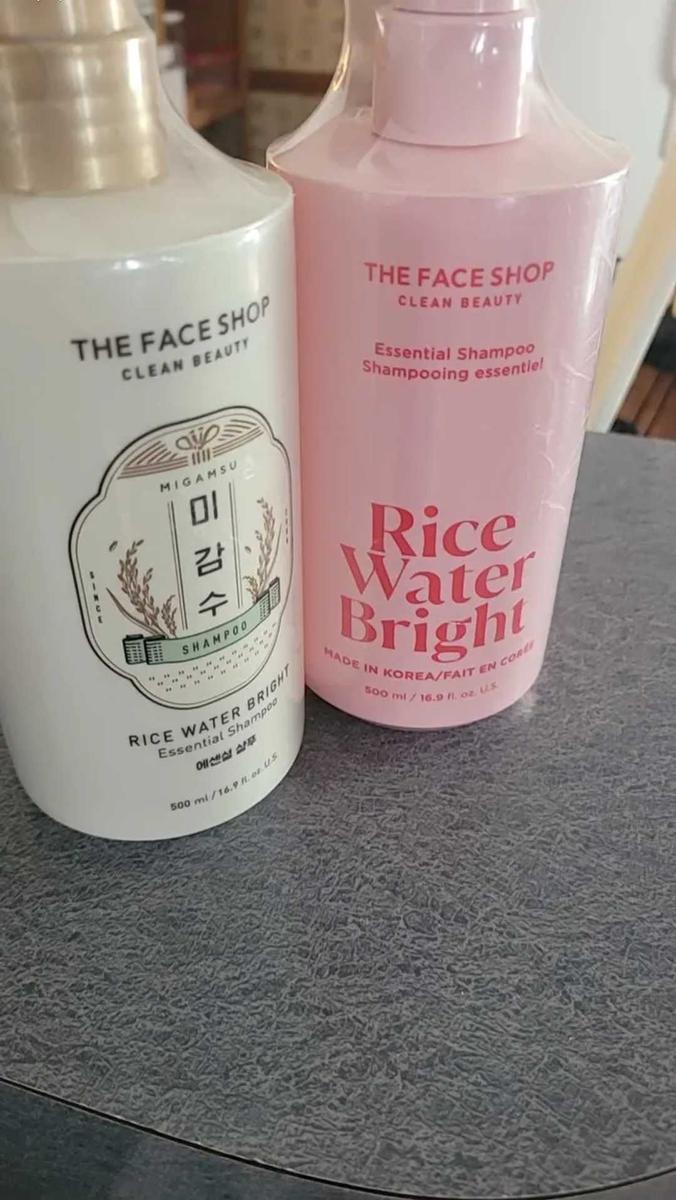 THE FACE SHOP
CLEAN BEAUTY
MIGAMSU
미
감
수
SINCE
SHAMPOO
RICE WATER BRIGHT
Essential Shampoo
에센셜 샴푸
500 ml / 16.9 fl. oz. U.S.
THE FACE SHOP
CLEAN BEAUTY
Essential Shampoo
Shampooing essentiel
Rice
Water
Bright
MADE IN KOREA/FAIT EN CORÉE
500 ml / 16.9 fl. oz. U.S.